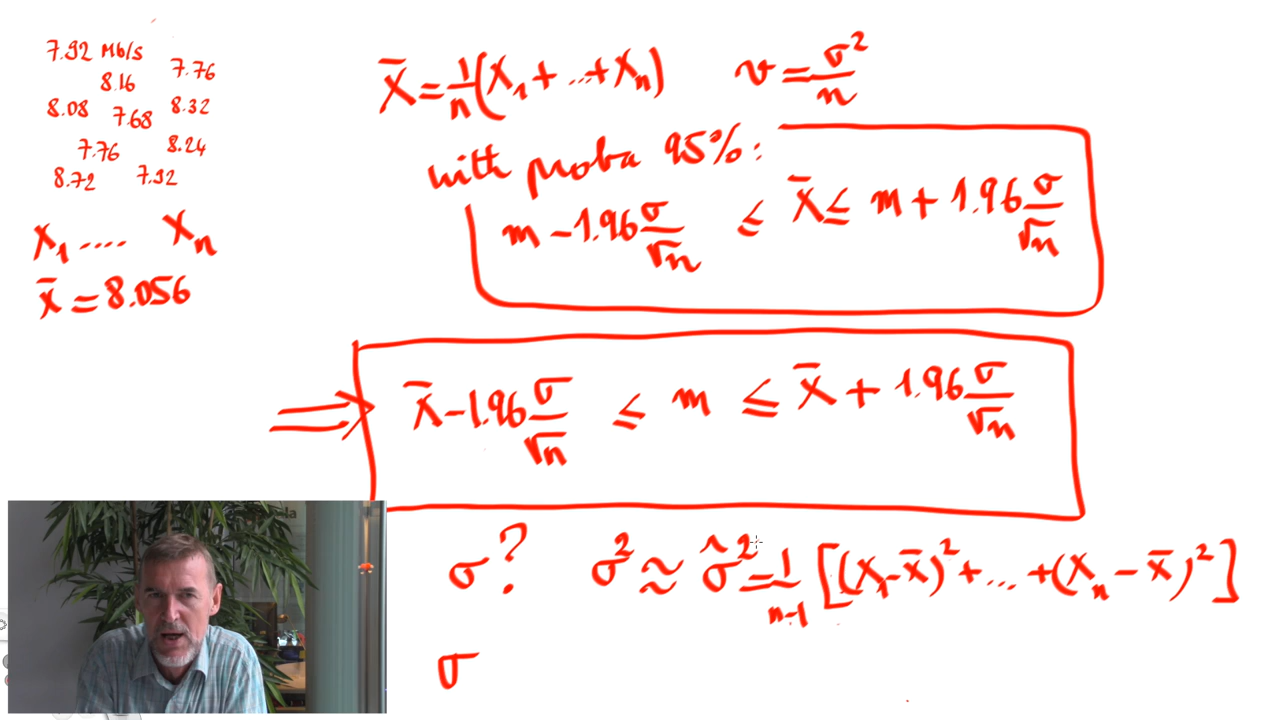 7.92 Mb/s
8.16 7.76
8.08 7.68 8.32
7.76 8.24
8.72 7.92
X₁ .... Xₙ
X̄ = 8.056
X̄ = 1/n (X₁ + ... + Xₙ) v = σ²/n
with proba 95%:
m − 1.96 σ/√n ≤ X̄ ≤ m + 1.96 σ/√n
⇒ X̄ − 1.96 σ/√n ≤ m ≤ X̄ + 1.96 σ/√n
σ? σ² ≈ σ̂² = 1/(n−1) [(X₁ − X̄)² + ... + (Xₙ − X̄)²]
σ